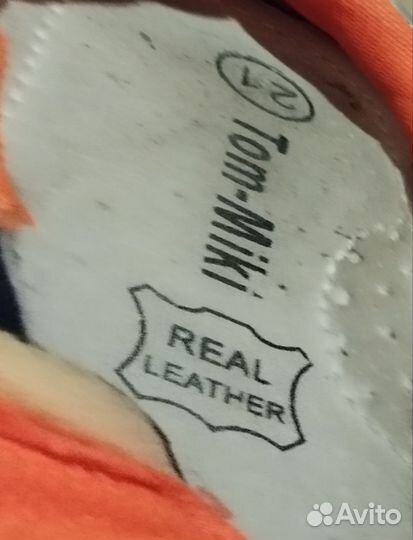 21
Tom-Miki
REAL
LEATHER
Avito